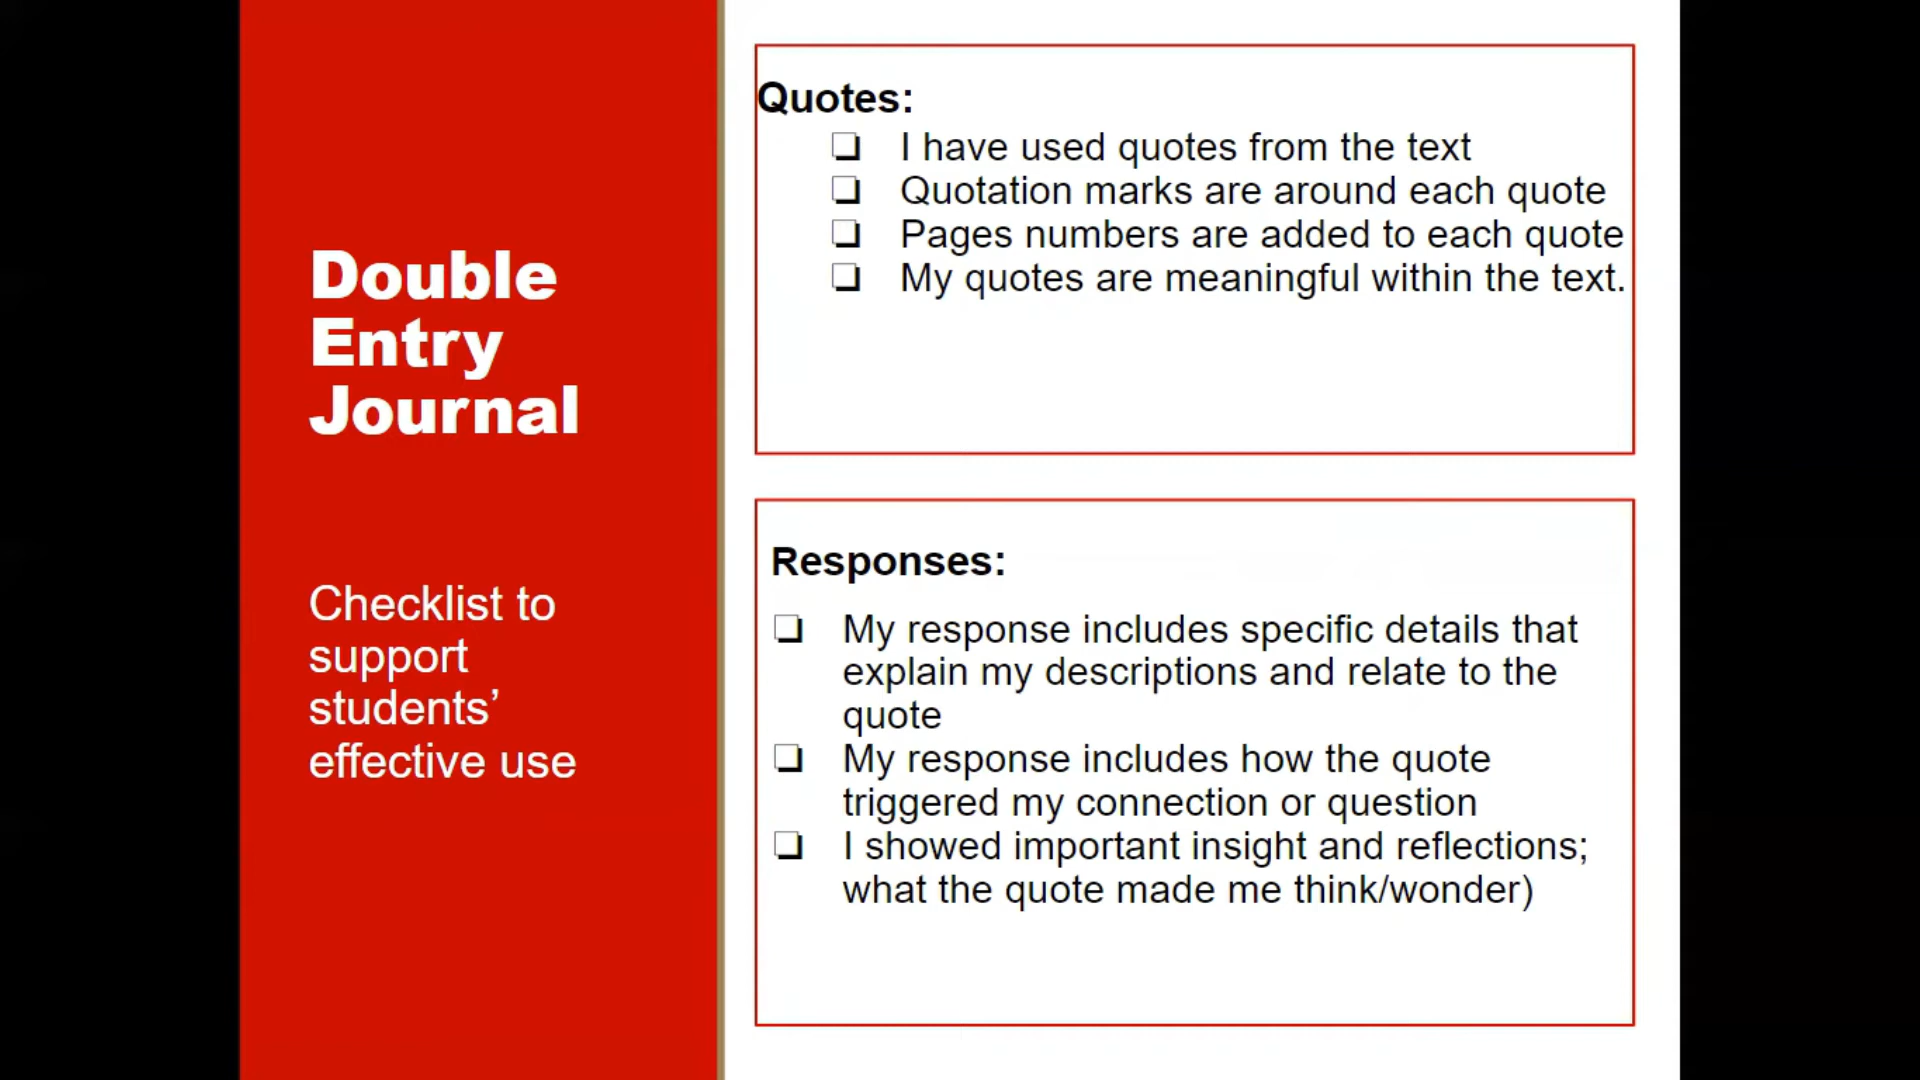 Double
Entry
Journal
Checklist to
support
students’
effective use
Quotes:
❏ I have used quotes from the text
❏ Quotation marks are around each quote
❏ Pages numbers are added to each quote
❏ My quotes are meaningful within the text.
Responses:
❏ My response includes specific details that
explain my descriptions and relate to the
quote
❏ My response includes how the quote
triggered my connection or question
❏ I showed important insight and reflections;
what the quote made me think/wonder)